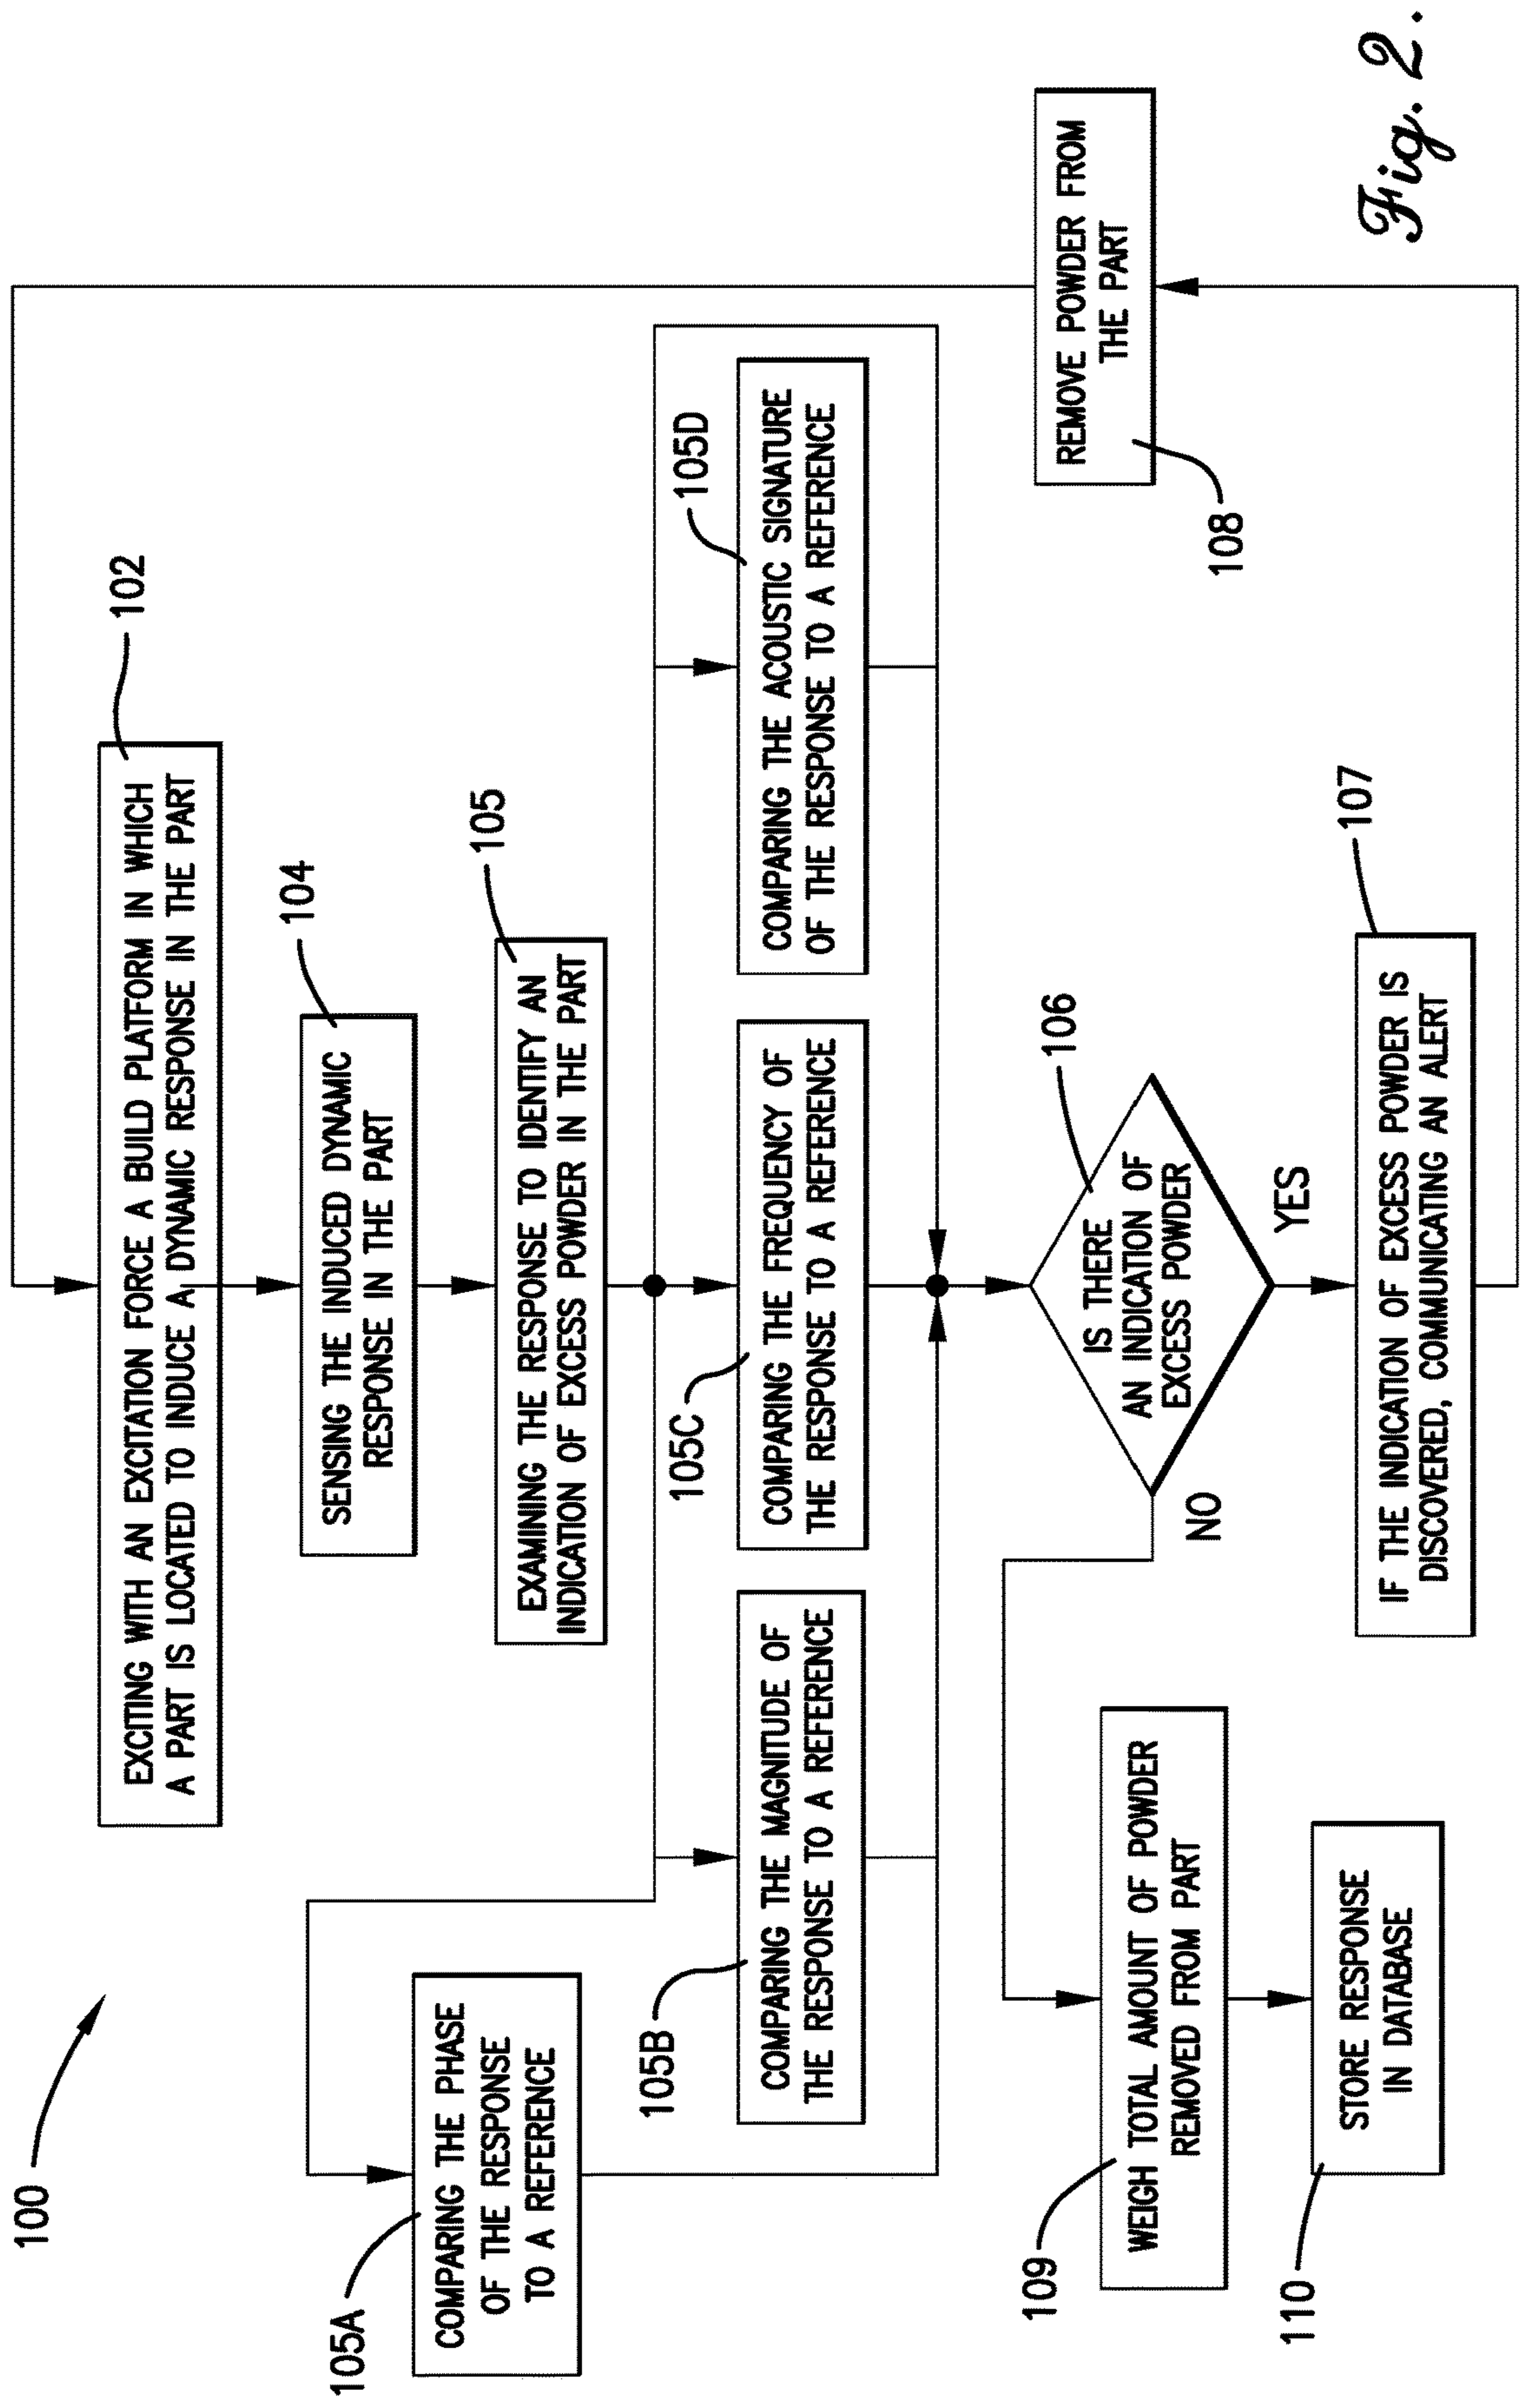 100
102
EXCITING WITH AN EXCITATION FORCE A BUILD PLATFORM IN WHICH
A PART IS LOCATED TO INDUCE A DYNAMIC RESPONSE IN THE PART
104
SENSING THE INDUCED DYNAMIC
RESPONSE IN THE PART
105
EXAMINING THE RESPONSE TO IDENTIFY AN
INDICATION OF EXCESS POWDER IN THE PART
105A
COMPARING THE PHASE
OF THE RESPONSE
TO A REFERENCE
105B
COMPARING THE MAGNITUDE OF
THE RESPONSE TO A REFERENCE
105C
COMPARING THE FREQUENCY OF
THE RESPONSE TO A REFERENCE
105D
COMPARING THE ACOUSTIC SIGNATURE
OF THE RESPONSE TO A REFERENCE
106
IS THERE
AN INDICATION OF
EXCESS POWDER
NO
YES
109
WEIGH TOTAL AMOUNT OF POWDER
REMOVED FROM PART
110
STORE RESPONSE
IN DATABASE
107
IF THE INDICATION OF EXCESS POWDER IS
DISCOVERED, COMMUNICATING AN ALERT
108
REMOVE POWDER FROM
THE PART
Fig. 2.